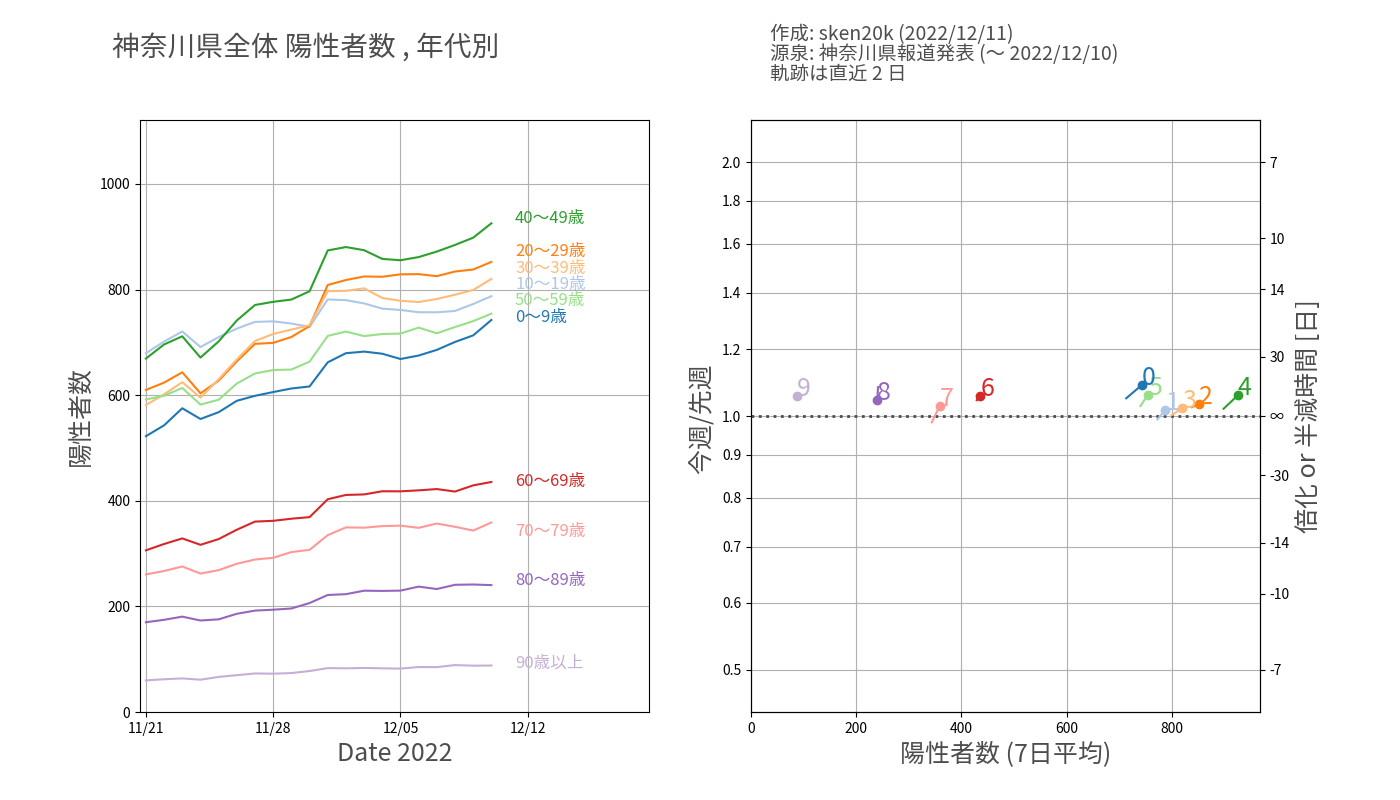 神奈川県全体 陽性者数 , 年代別
作成: sken20k (2022/12/11)
源泉: 神奈川県報道発表 (〜 2022/12/10)
軌跡は直近 2 日
陽性者数
1000
800
600
400
200
0
11/21
11/28
12/05
12/12
Date 2022
40〜49歳
20〜29歳
30〜39歳
10〜19歳
50〜59歳
0〜9歳
60〜69歳
70〜79歳
80〜89歳
90歳以上
今週/先週
2.0
1.8
1.6
1.4
1.2
1.0
0.9
0.8
0.7
0.6
0.5
9
8
7
6
0
5
1
3
2
4
0
200
400
600
800
陽性者数 (7日平均)
7
10
14
30
∞
-30
-14
-10
-7
倍化 or 半減時間 [日]